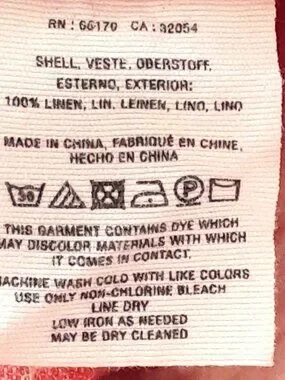 RN : 66170 CA : 32054
SHELL, VESTE, OBERSTOFF,
ESTERNO, EXTERIOR:
100% LINEN, LIN, LEINEN, LINO, LINO
MADE IN CHINA, FABRIQUÉ EN CHINE,
HECHO EN CHINA
30 P
THIS GARMENT CONTAINS DYE WHICH
MAY DISCOLOR MATERIALS WITH WHICH
IT COMES IN CONTACT.
MACHINE WASH COLD WITH LIKE COLORS
USE ONLY NON-CHLORINE BLEACH
LINE DRY
LOW IRON AS NEEDED
MAY BE DRY CLEANED